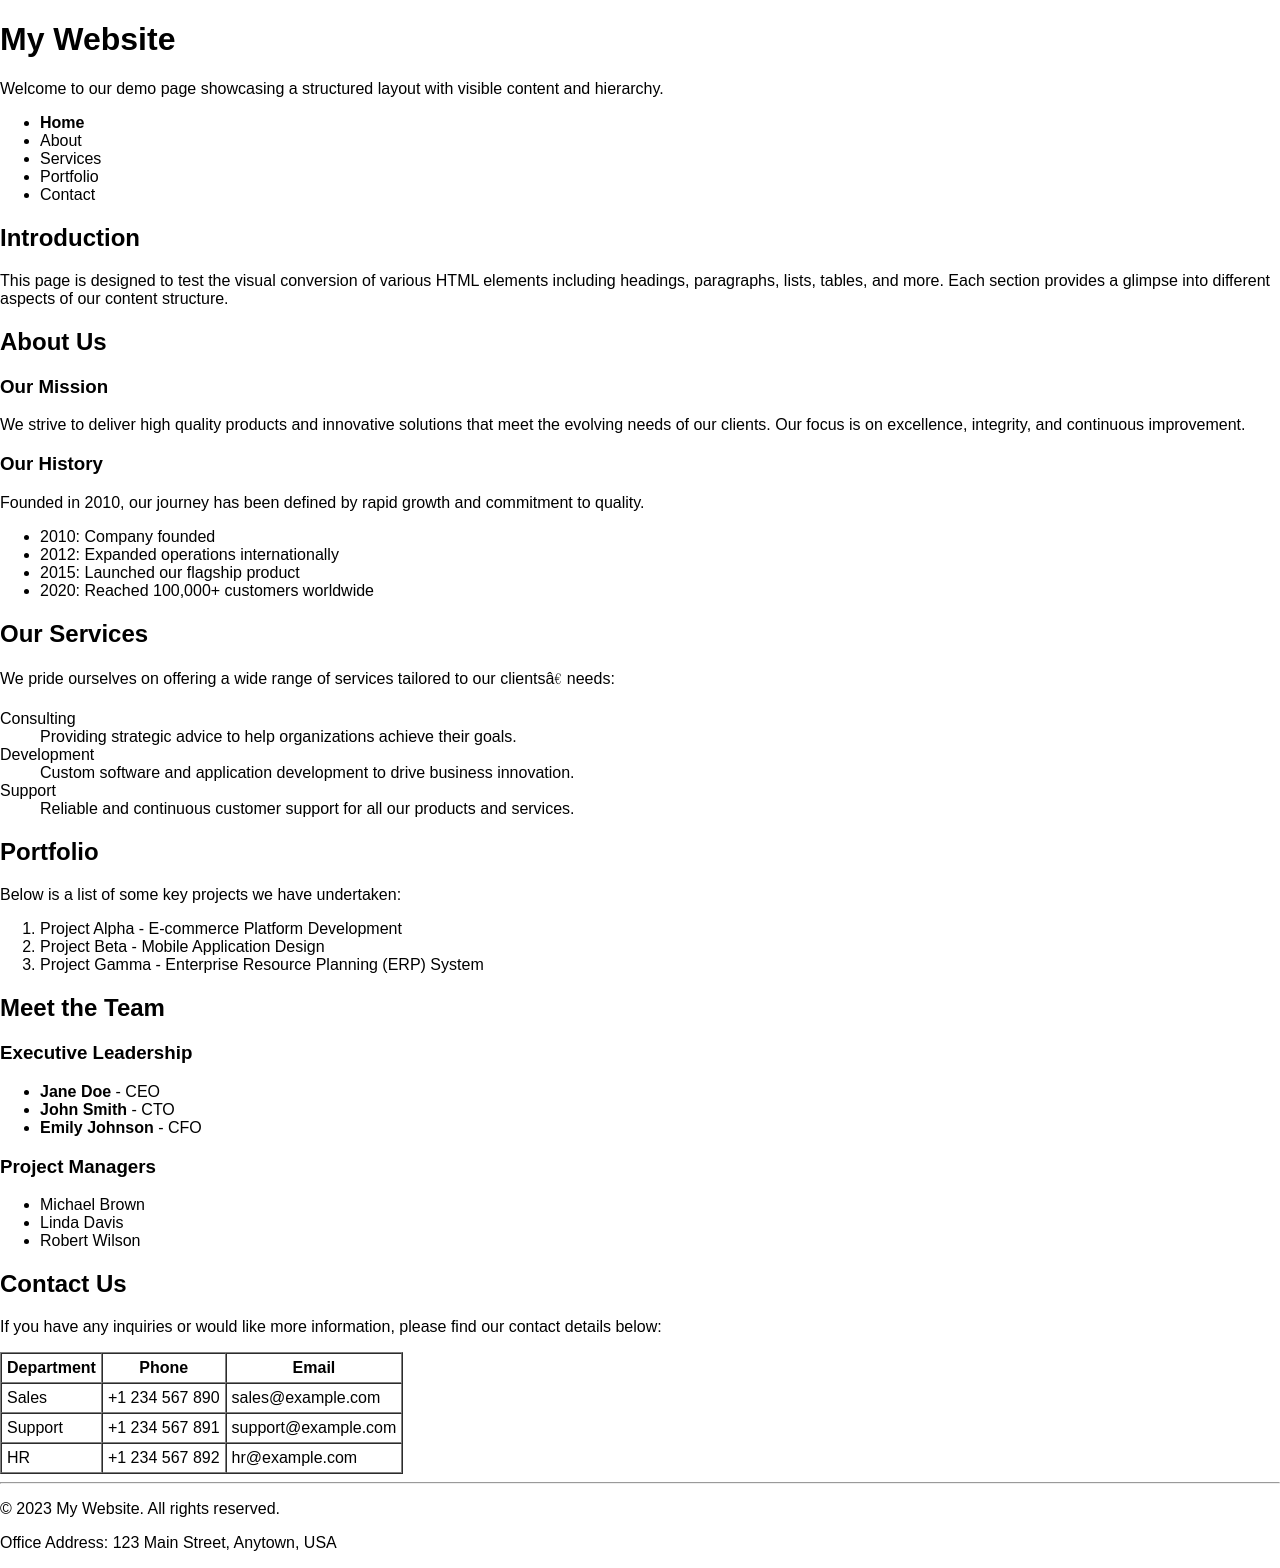 My Website
Welcome to our demo page showcasing a structured layout with visible content and hierarchy.
Home
About
Services
Portfolio
Contact
Introduction
This page is designed to test the visual conversion of various HTML elements including headings, paragraphs, lists, tables, and more. Each section provides a glimpse into different
aspects of our content structure.
About Us
Our Mission
We strive to deliver high quality products and innovative solutions that meet the evolving needs of our clients. Our focus is on excellence, integrity, and continuous improvement.
Our History
Founded in 2010, our journey has been defined by rapid growth and commitment to quality.
2010: Company founded
2012: Expanded operations internationally
2015: Launched our flagship product
2020: Reached 100,000+ customers worldwide
Our Services
We pride ourselves on offering a wide range of services tailored to our clientsâ€ needs:
Consulting
Providing strategic advice to help organizations achieve their goals.
Development
Custom software and application development to drive business innovation.
Support
Reliable and continuous customer support for all our products and services.
Portfolio
Below is a list of some key projects we have undertaken:
1. Project Alpha - E-commerce Platform Development
2. Project Beta - Mobile Application Design
3. Project Gamma - Enterprise Resource Planning (ERP) System
Meet the Team
Executive Leadership
Jane Doe - CEO
John Smith - CTO
Emily Johnson - CFO
Project Managers
Michael Brown
Linda Davis
Robert Wilson
Contact Us
If you have any inquiries or would like more information, please find our contact details below:
Department Phone Email
Sales +1 234 567 890 sales@example.com
Support +1 234 567 891 support@example.com
HR +1 234 567 892 hr@example.com
© 2023 My Website. All rights reserved.
Office Address: 123 Main Street, Anytown, USA